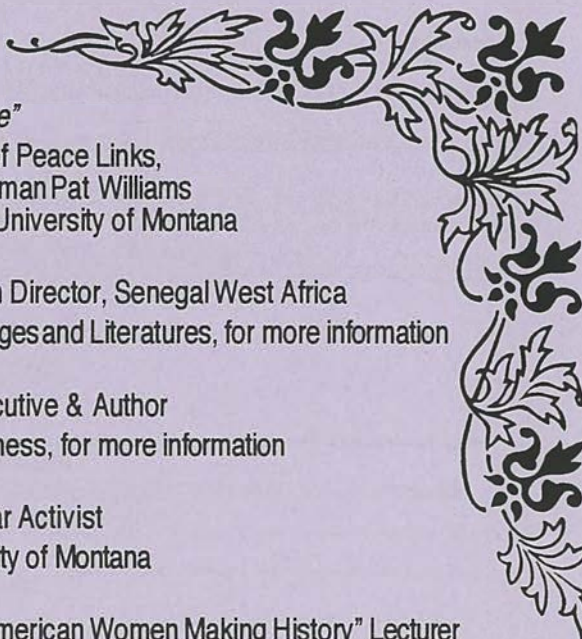 e”
f Peace Links,
man Pat Williams
University of Montana
Director, Senegal West Africa
ges and Literatures, for more information
cutive & Author
ness, for more information
ar Activist
ty of Montana
merican Women Making History” Lecturer